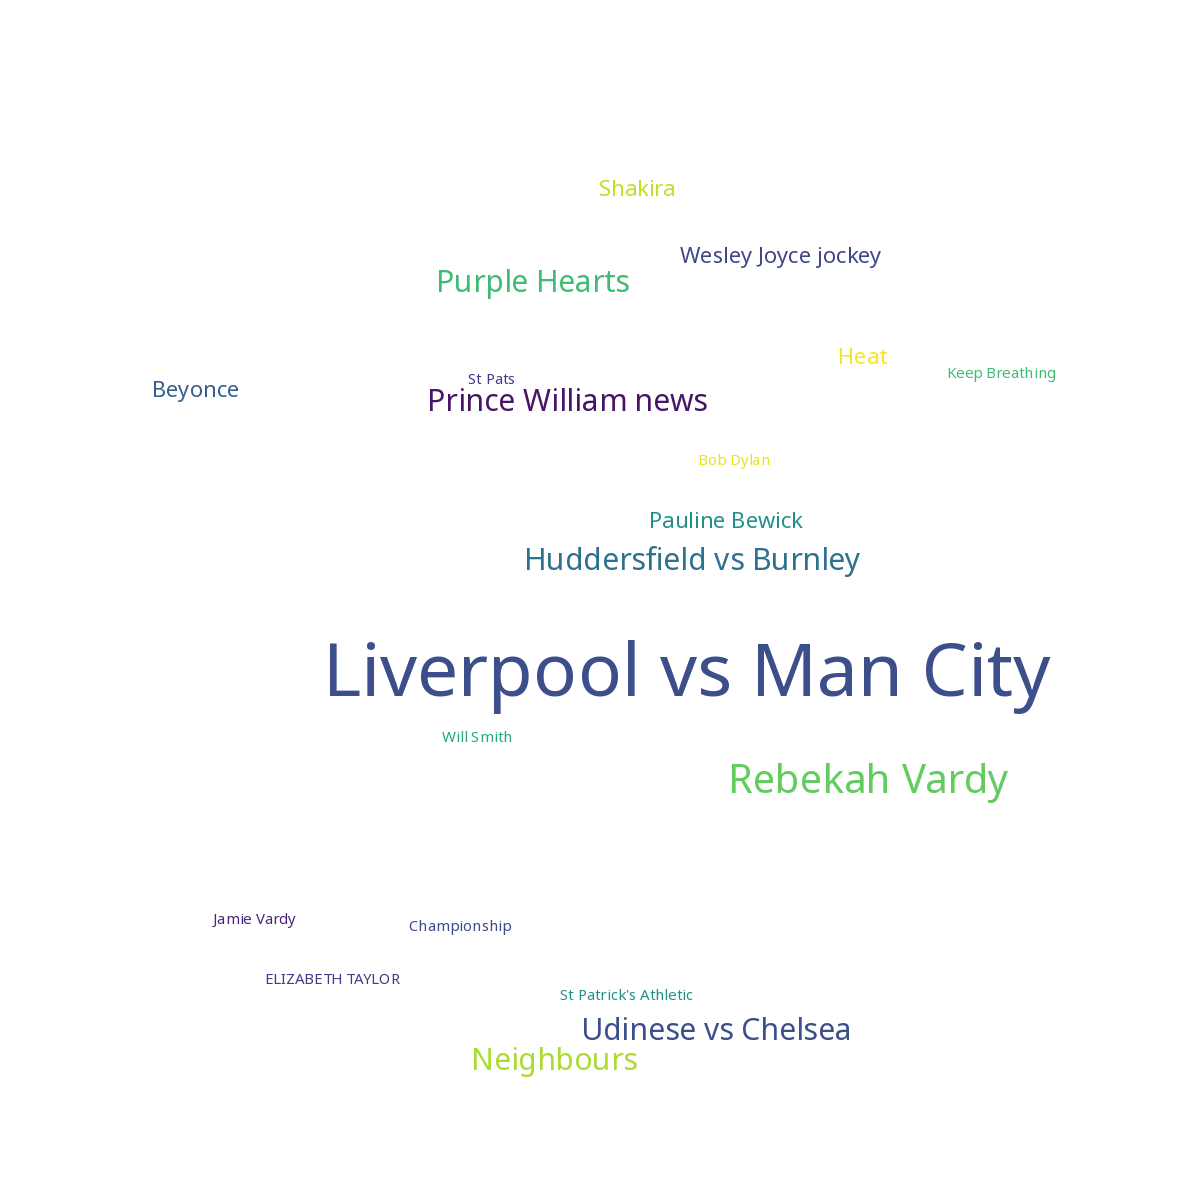 Shakira
Wesley Joyce jockey
Purple Hearts
Heat
Keep Breathing
St Pats
Beyonce
Prince William news
Bob Dylan
Pauline Bewick
Huddersfield vs Burnley
Liverpool vs Man City
Will Smith
Rebekah Vardy
Jamie Vardy
Championship
ELIZABETH TAYLOR
St Patrick's Athletic
Udinese vs Chelsea
Neighbours